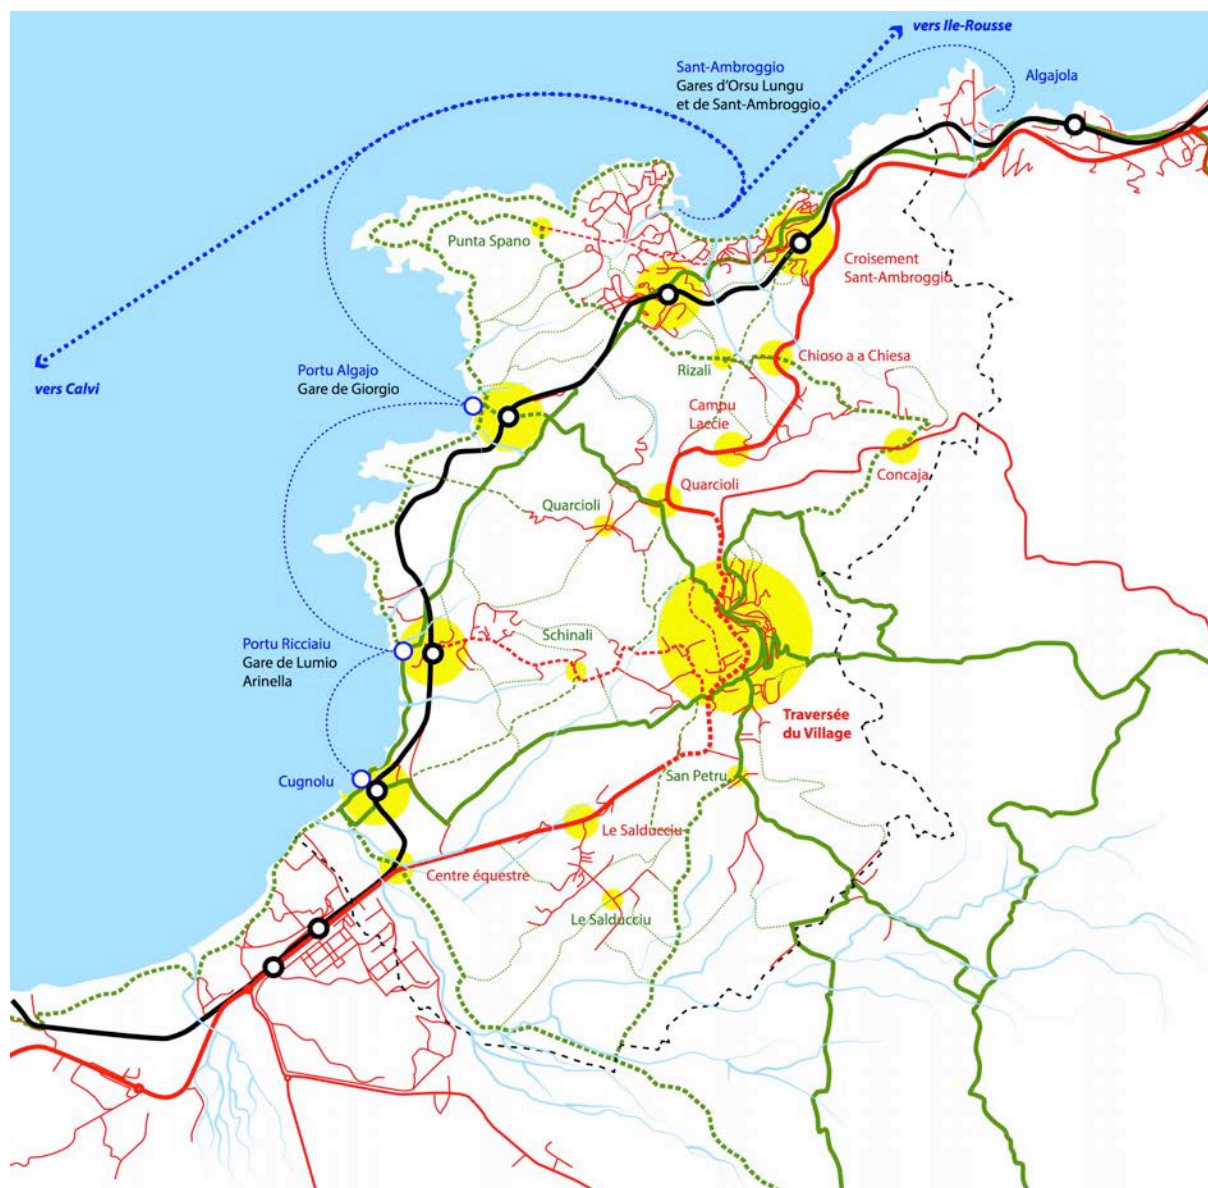 vers Ile-Rousse
Sant-Ambroggio
Gares d'Orsu Lungu
et de Sant-Ambroggio
Algajola
Punta Spano
Croisement
Sant-Ambroggio
vers Calvi
Portu Algajo
Gare de Giorgio
Rizali
Chioso a a Chiesa
Campu
Laccie
Concaja
Quarcioli
Quarcioli
Schinali
Portu Ricciaiu
Gare de Lumio
Arinella
Traversée
du Village
Cugnolu
San Petru
Le Salducciu
Centre équestre
Le Salducciu